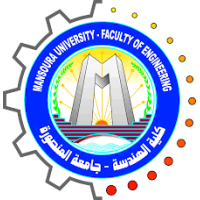 MANSOURA UNIVERSITY - FACULTY OF ENGINEERING
كلية الهندسة - جامعة المنصورة